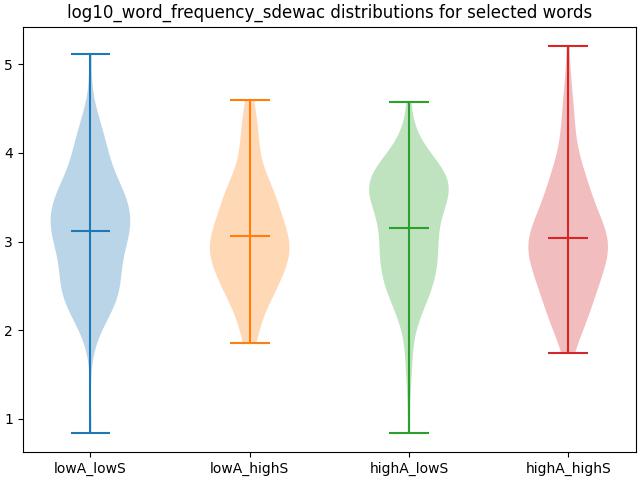 log10_word_frequency_sdewac distributions for selected words
5
4
3
2
1
lowA_lowS
lowA_highS
highA_lowS
highA_highS